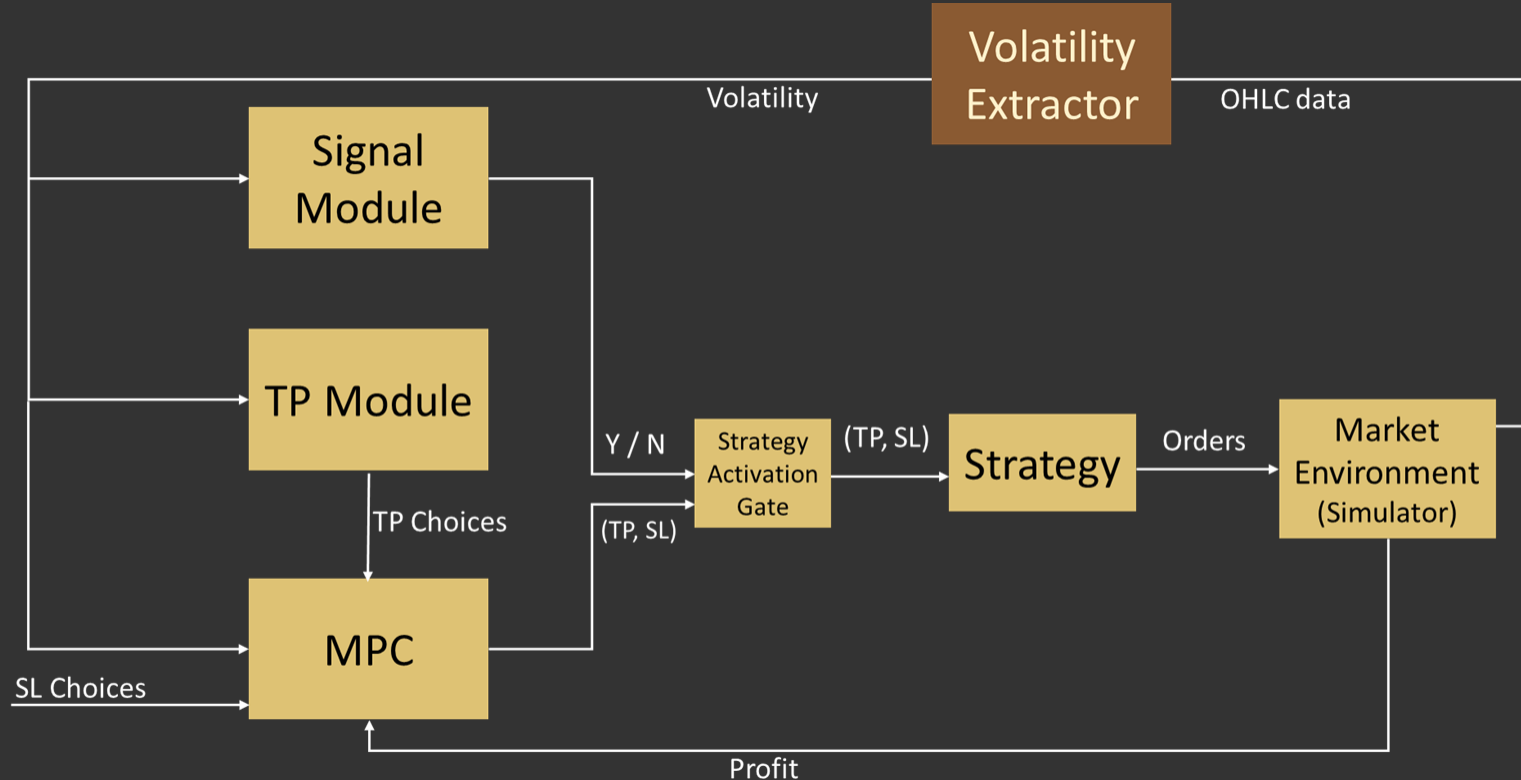 Volatility
Extractor
Volatility
OHLC data
Signal
Module
TP Module
TP Choices
MPC
SL Choices
Y / N
(TP, SL)
Strategy
Activation
Gate
(TP, SL)
Strategy
Orders
Market
Environment
(Simulator)
Profit